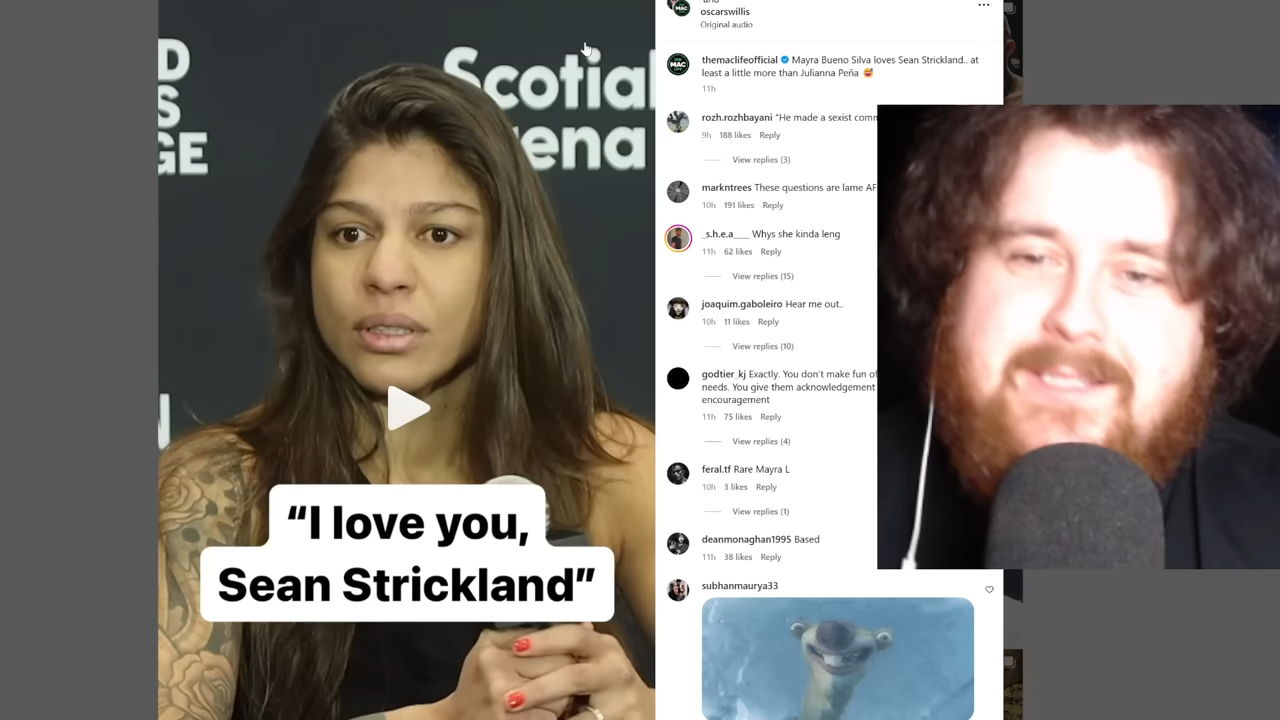 D
S
GE
Scotia
ena
N
"I love you,
Sean Strickland"
oscarswillis
Original audio
themaclifeofficial Mayra Bueno Silva loves Sean Strickland.. at
least a little more than Julianna Peña 😅
11h
rozh.rozhbayani "He made a sexist comm
9h 188 likes Reply
View replies (3)
markntrees These questions are lame AF
10h 191 likes Reply
_s.h.e.a___ Whys she kinda leng
11h 62 likes Reply
View replies (15)
joaquim.gaboleiro Hear me out..
10h 11 likes Reply
View replies (10)
godtier_kj Exactly. You don't make fun of
needs. You give them acknowledgement
encouragement
11h 75 likes Reply
View replies (4)
feral.tf Rare Mayra L
10h 3 likes Reply
View replies (1)
deanmonaghan1995 Based
11h 38 likes Reply
subhanmaurya33